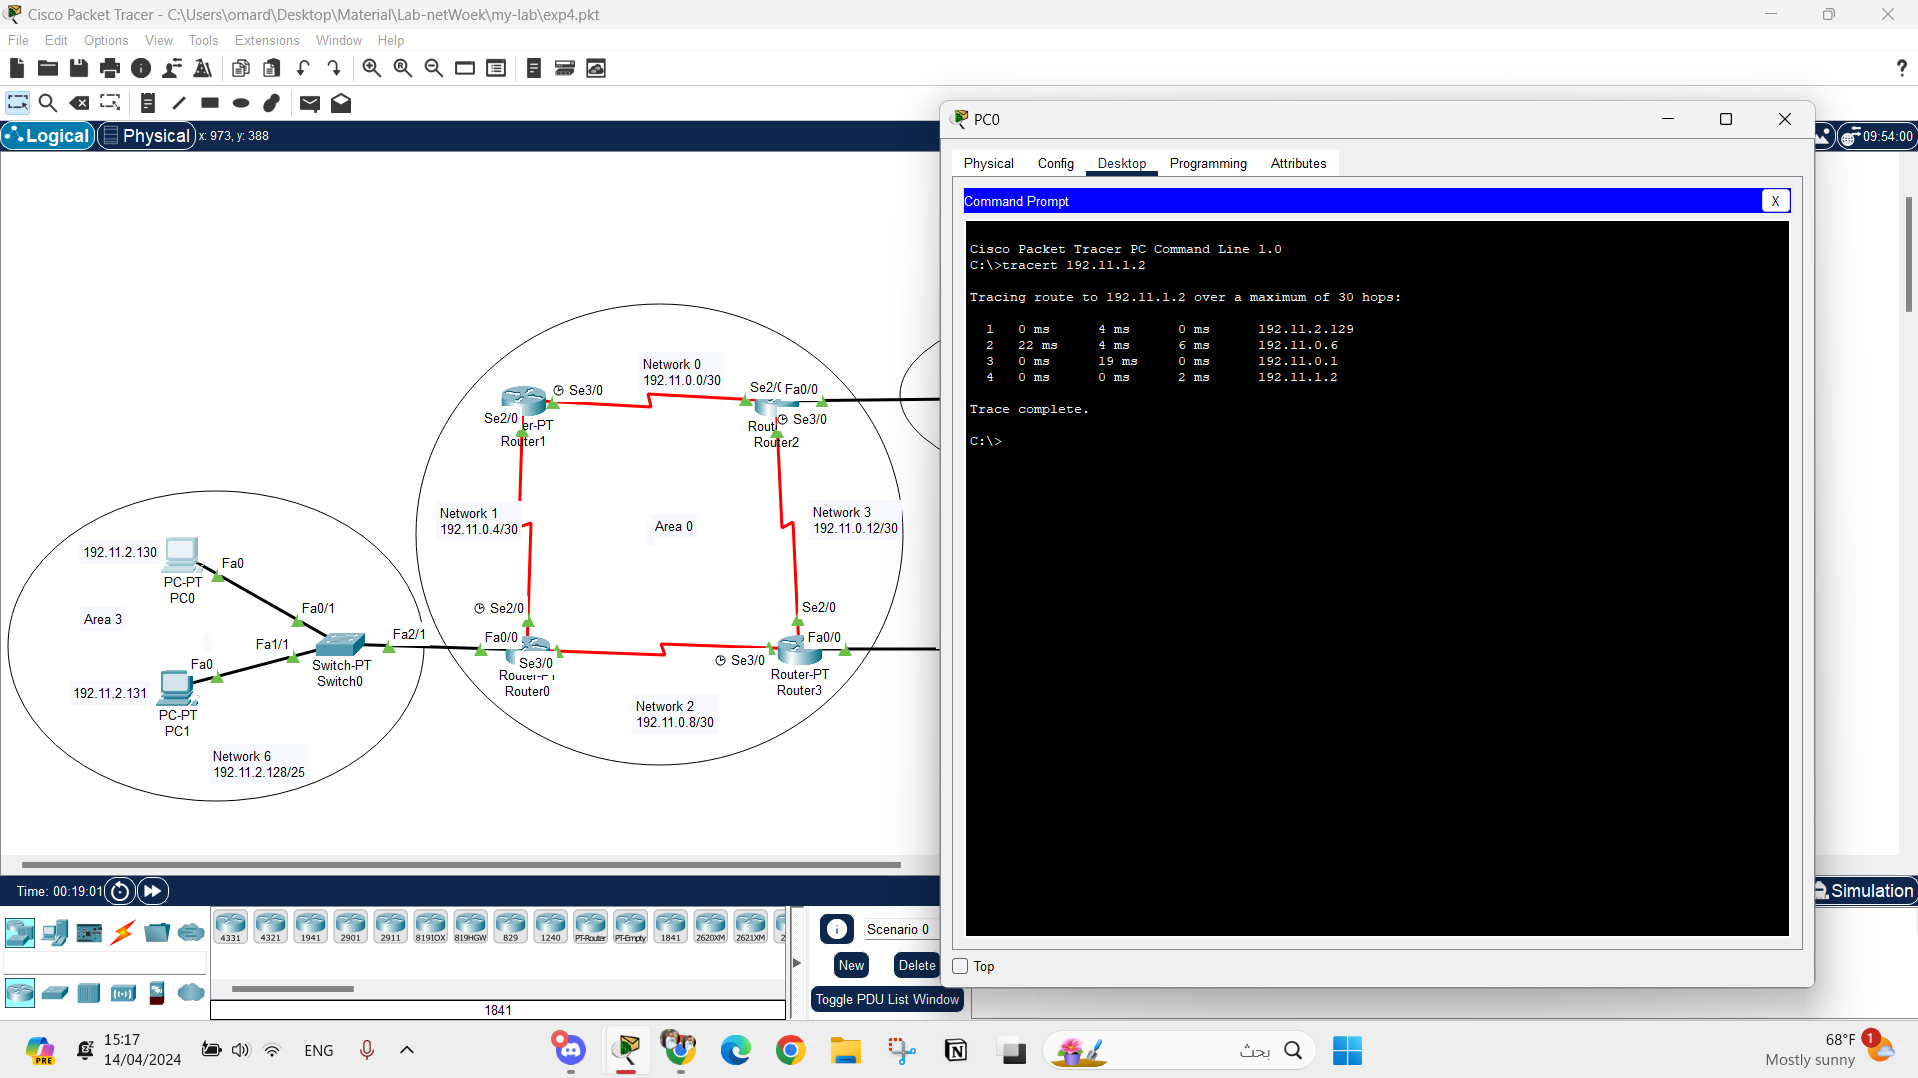 Cisco Packet Tracer - C:\Users\omard\Desktop\Material\Lab-netWoek\my-lab\exp4.pkt
File Edit Options View Tools Extensions Window Help
?
Logical Physical x: 973, y: 388
09:54:00
PC0
Physical Config Desktop Programming Attributes
Command Prompt X
Cisco Packet Tracer PC Command Line 1.0
C:\>tracert 192.11.1.2
Tracing route to 192.11.1.2 over a maximum of 30 hops:
1 0 ms 4 ms 0 ms 192.11.2.129
2 22 ms 4 ms 6 ms 192.11.0.6
3 0 ms 19 ms 0 ms 192.11.0.1
4 0 ms 0 ms 2 ms 192.11.1.2
Trace complete.
C:\>
Top
Network 0
192.11.0.0/30
Se3/0
Se2/0
er-PT
Router1
Se2/( Fa0/0
Se3/0
Rout
Router2
Network 1
192.11.0.4/30
Area 0
Network 3
192.11.0.12/30
192.11.2.130
Fa0
PC-PT
PC0
Area 3
Fa0/1
Fa1/1
Fa2/1
Fa0
Switch-PT
Switch0
192.11.2.131
PC-PT
PC1
Network 6
192.11.2.128/25
Se2/0
Fa0/0
Se3/0
Router-PT
Router0
Se2/0
Fa0/0
Se3/0
Router-PT
Router3
Network 2
192.11.0.8/30
Time: 00:19:01
Simulation
4331 4321 1941 2901 2911 819IOX 819HGW 829 1240 PT-Router PT-Empty 1841 2620XM 2621XM 2
1841
Scenario 0
New Delete
Toggle PDU List Window
PRE
15:17
14/04/2024
ENG
بحث
68°F
Mostly sunny
1